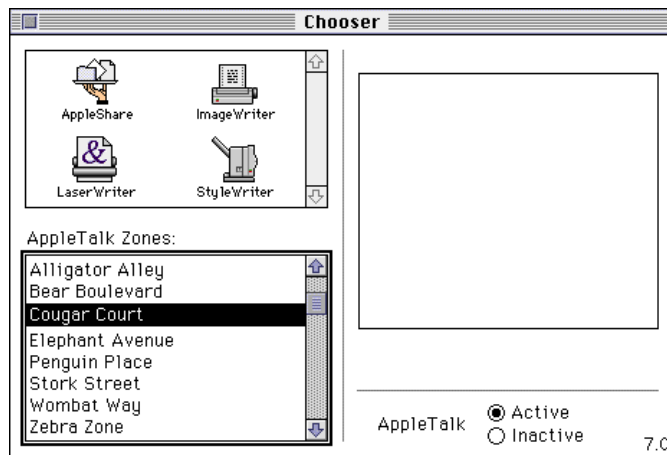 Chooser
AppleShare
ImageWriter
&
LaserWriter
StyleWriter
AppleTalk Zones:
Alligator Alley
Bear Boulevard
Cougar Court
Elephant Avenue
Penguin Place
Stork Street
Wombat Way
Zebra Zone
AppleTalk
Active
Inactive
7.0